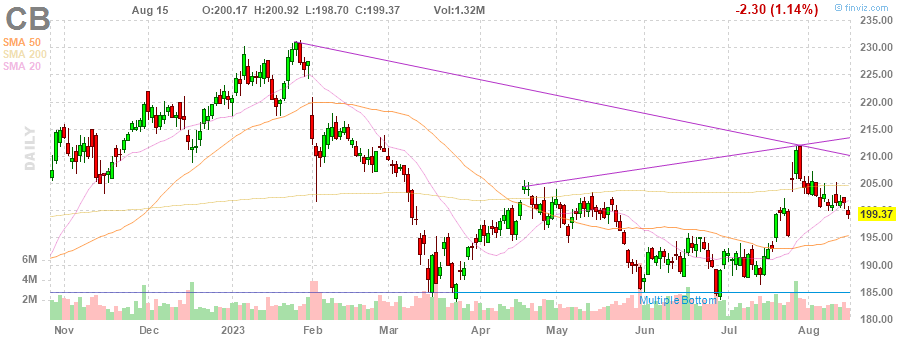 CB
Aug 15 O:200.17 H:200.92 L:198.70 C:199.37 Vol:1.32M -2.30 (1.14%)
© finviz.com
SMA 50
SMA 200
SMA 20
DAILY
235.00
230.00
225.00
220.00
215.00
210.00
205.00
199.37
195.00
190.00
185.00
180.00
6M
4M
2M
Multiple Bottom
Nov Dec 2023 Feb Mar Apr May Jun Jul Aug